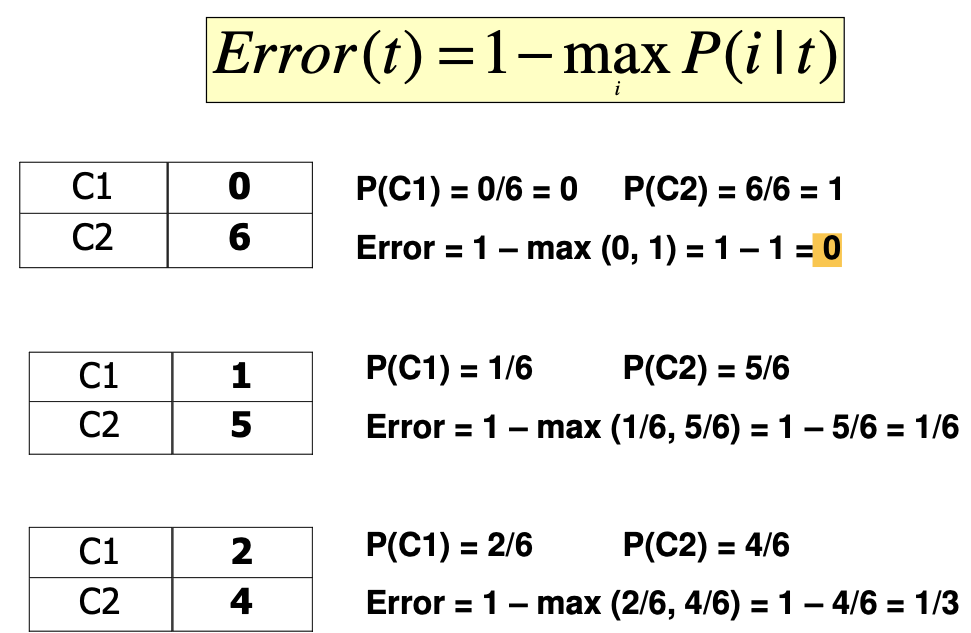 Error(t) = 1 − max P(i | t)
i
C1 0 P(C1) = 0/6 = 0 P(C2) = 6/6 = 1
C2 6 Error = 1 – max (0, 1) = 1 – 1 = 0
C1 1 P(C1) = 1/6 P(C2) = 5/6
C2 5 Error = 1 – max (1/6, 5/6) = 1 – 5/6 = 1/6
C1 2 P(C1) = 2/6 P(C2) = 4/6
C2 4 Error = 1 – max (2/6, 4/6) = 1 – 4/6 = 1/3